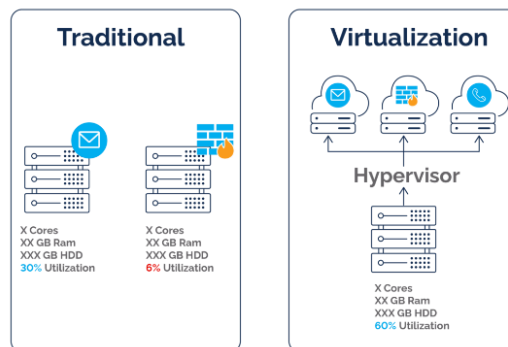 Traditional
X Cores
XX GB Ram
XXX GB HDD
30% Utilization
X Cores
XX GB Ram
XXX GB HDD
6% Utilization
Virtualization
Hypervisor
X Cores
XX GB Ram
XXX GB HDD
60% Utilization